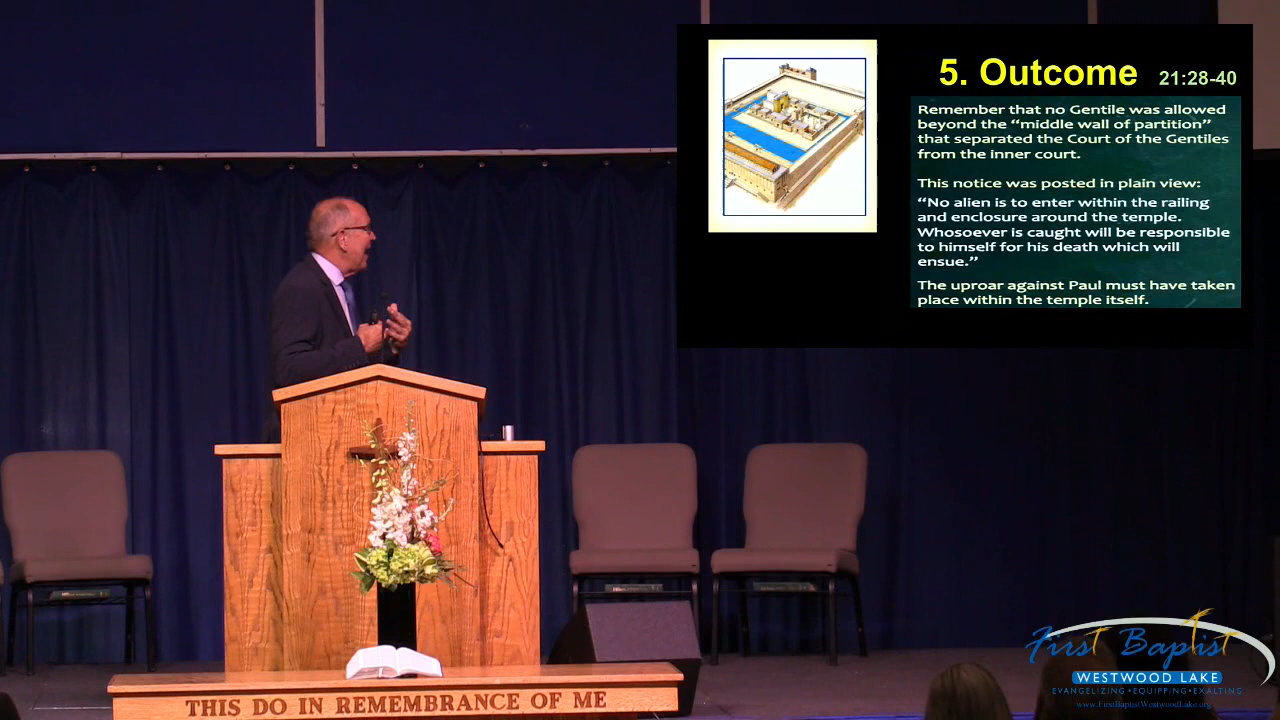 5. Outcome 21:28-40
Remember that no Gentile was allowed
beyond the “middle wall of partition”
that separated the Court of the Gentiles
from the inner court.
This notice was posted in plain view:
“No alien is to enter within the railing
and enclosure around the temple.
Whosoever is caught will be responsible
to himself for his death which will
ensue.”
The uproar against Paul must have taken
place within the temple itself.
THIS DO IN REMEMBRANCE OF ME
First Baptist
WESTWOOD LAKE
EVANGELIZING•EQUIPPING•EXALTING
www.FirstBaptistWestwoodLake.org